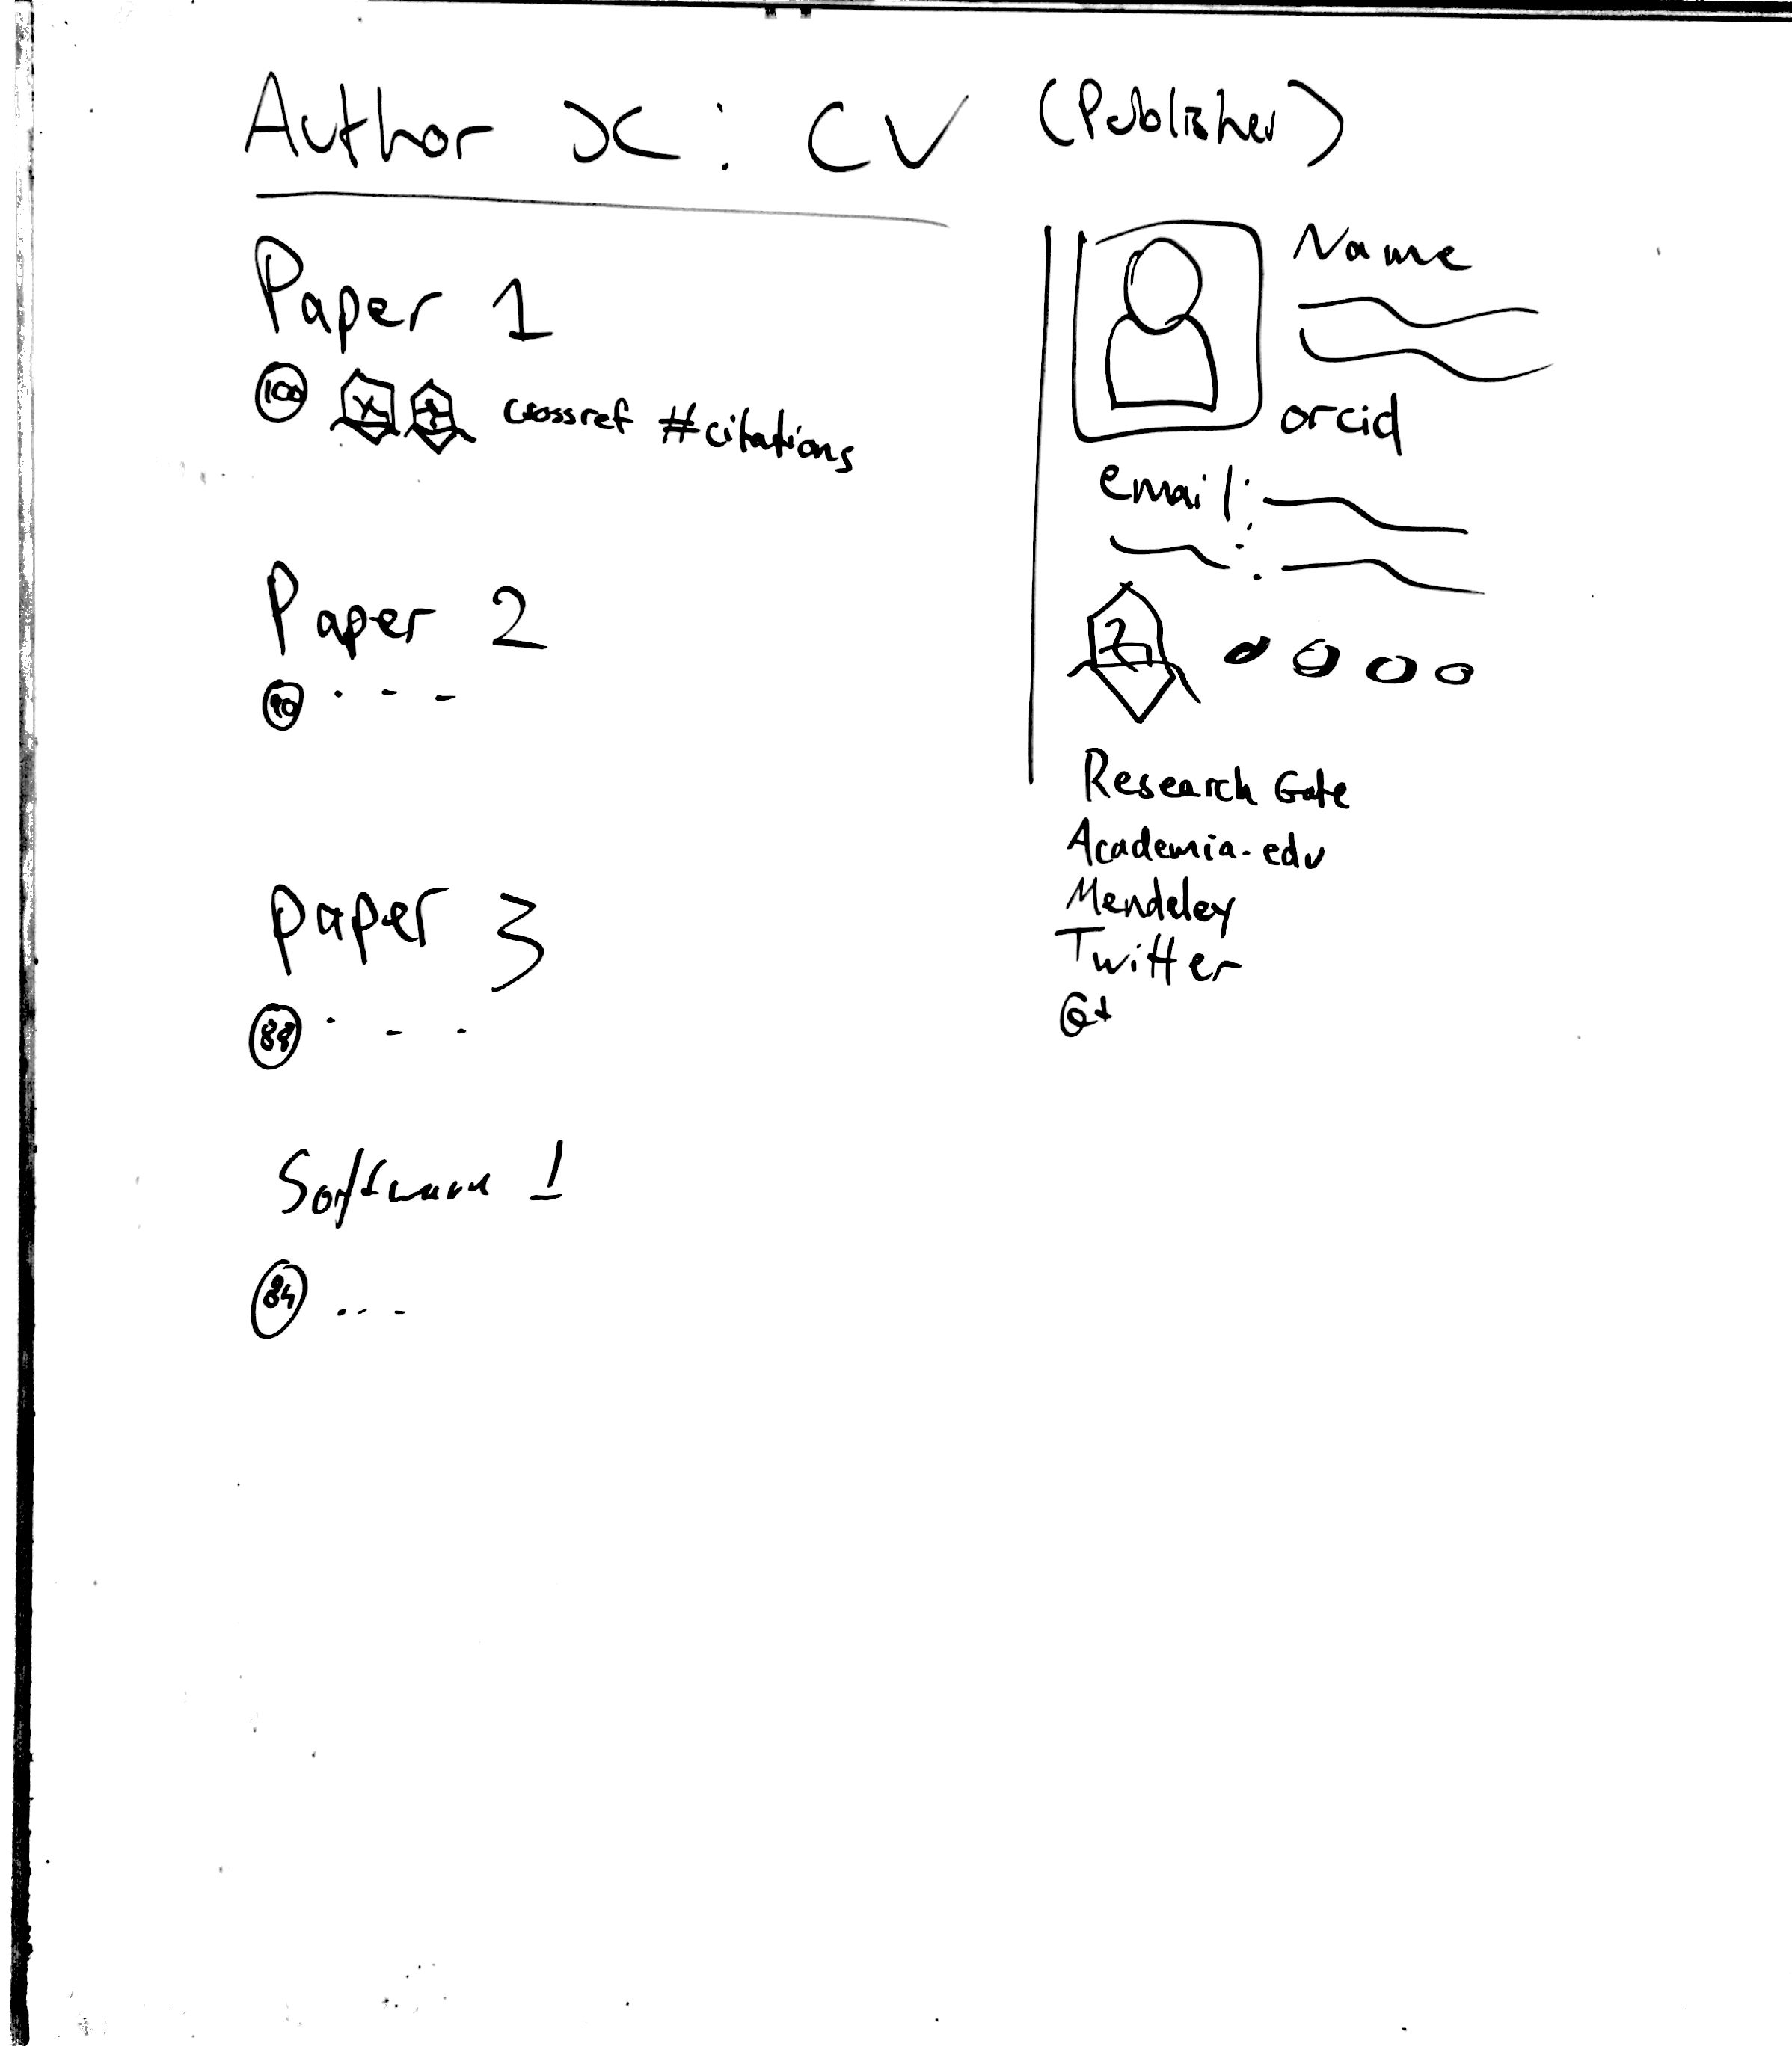 Author x: CV (Publisher)
Paper 1
100 crossref #citations
Paper 2
90 . - -
paper 3
89 . - .
Software 1
84 ...
Name
orcid
email:
Research Gate
Academia.edu
Mendeley
Twitter
G+